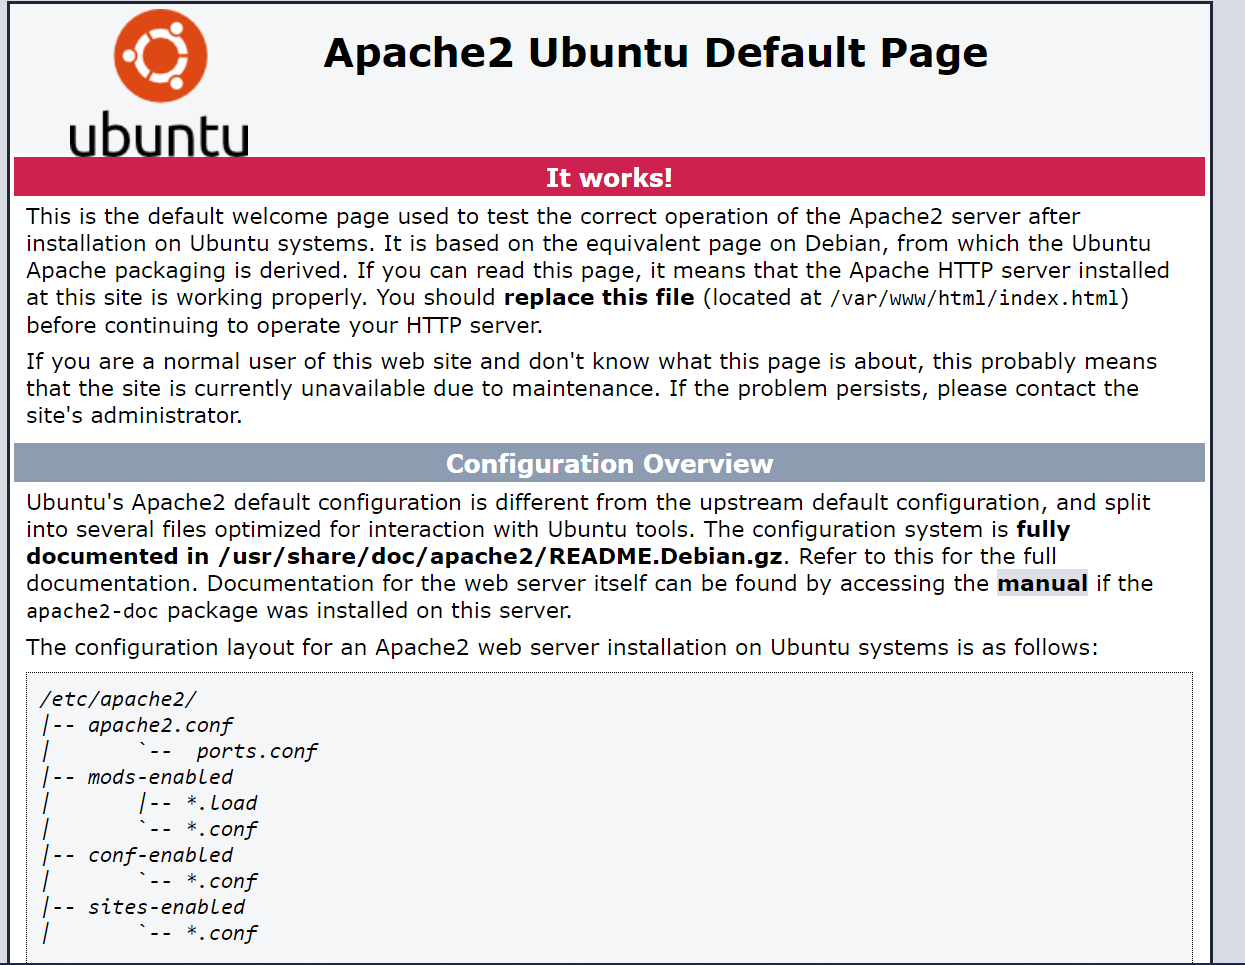 Apache2 Ubuntu Default Page
ubuntu
It works!
This is the default welcome page used to test the correct operation of the Apache2 server after
installation on Ubuntu systems. It is based on the equivalent page on Debian, from which the Ubuntu
Apache packaging is derived. If you can read this page, it means that the Apache HTTP server installed
at this site is working properly. You should replace this file (located at /var/www/html/index.html)
before continuing to operate your HTTP server.
If you are a normal user of this web site and don't know what this page is about, this probably means
that the site is currently unavailable due to maintenance. If the problem persists, please contact the
site's administrator.
Configuration Overview
Ubuntu's Apache2 default configuration is different from the upstream default configuration, and split
into several files optimized for interaction with Ubuntu tools. The configuration system is fully
documented in /usr/share/doc/apache2/README.Debian.gz. Refer to this for the full
documentation. Documentation for the web server itself can be found by accessing the manual if the
apache2-doc package was installed on this server.
The configuration layout for an Apache2 web server installation on Ubuntu systems is as follows:
/etc/apache2/
|-- apache2.conf
|       `--  ports.conf
|-- mods-enabled
|       |-- *.load
|       `-- *.conf
|-- conf-enabled
|       `-- *.conf
|-- sites-enabled
|       `-- *.conf